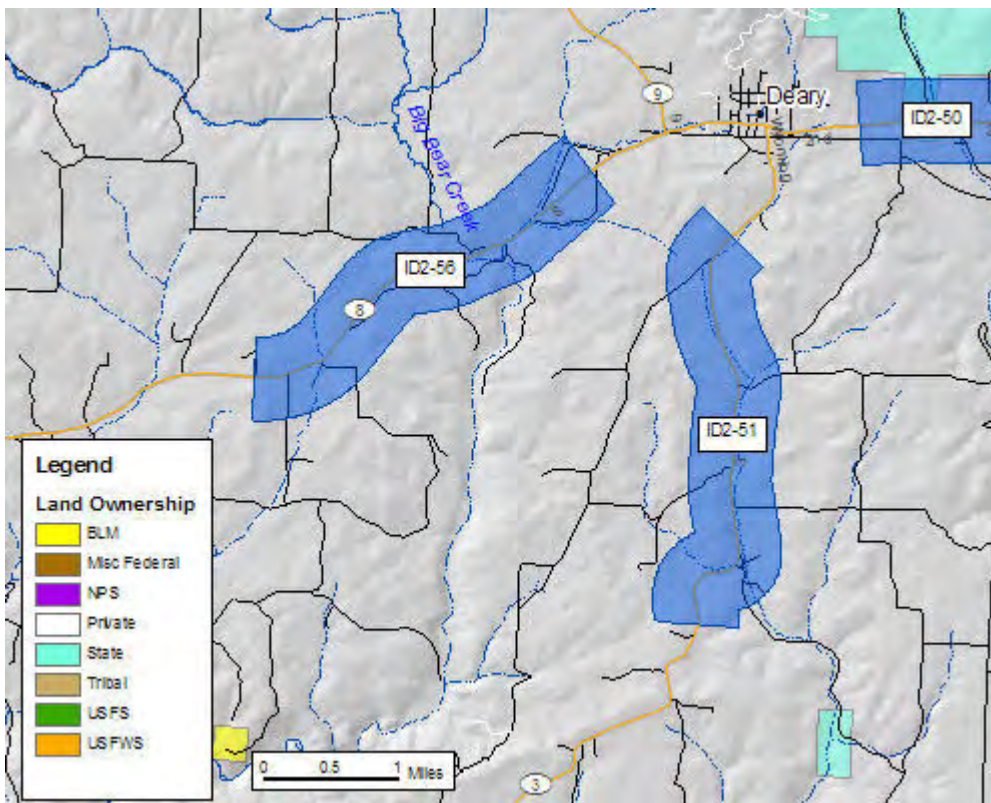 9
Deary
ID2-50
Big Bear Creek
ID2-56
8
ID2-51
Legend
Land Ownership
BLM
Misc Federal
NPS
Private
State
Tribal
USFS
USFWS
0 0.5 1 Miles
3